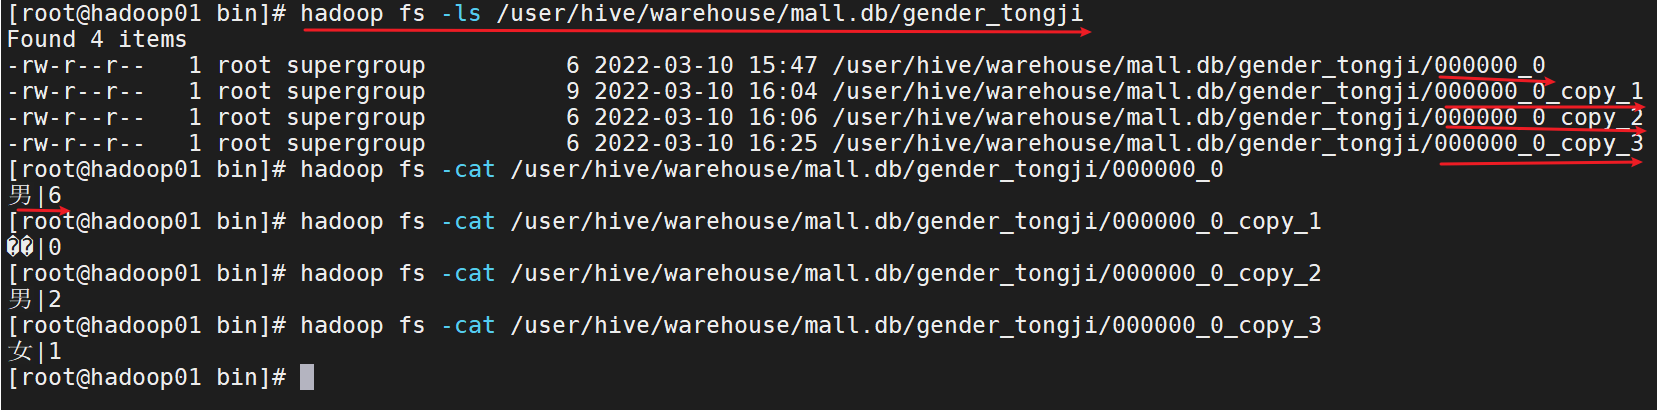 [root@hadoop01 bin]# hadoop fs -ls /user/hive/warehouse/mall.db/gender_tongji
Found 4 items
-rw-r--r--   1 root supergroup          6 2022-03-10 15:47 /user/hive/warehouse/mall.db/gender_tongji/000000_0
-rw-r--r--   1 root supergroup          9 2022-03-10 16:04 /user/hive/warehouse/mall.db/gender_tongji/000000_0_copy_1
-rw-r--r--   1 root supergroup          6 2022-03-10 16:06 /user/hive/warehouse/mall.db/gender_tongji/000000_0_copy_2
-rw-r--r--   1 root supergroup          6 2022-03-10 16:25 /user/hive/warehouse/mall.db/gender_tongji/000000_0_copy_3
[root@hadoop01 bin]# hadoop fs -cat /user/hive/warehouse/mall.db/gender_tongji/000000_0
男|6
[root@hadoop01 bin]# hadoop fs -cat /user/hive/warehouse/mall.db/gender_tongji/000000_0_copy_1
��|0
[root@hadoop01 bin]# hadoop fs -cat /user/hive/warehouse/mall.db/gender_tongji/000000_0_copy_2
男|2
[root@hadoop01 bin]# hadoop fs -cat /user/hive/warehouse/mall.db/gender_tongji/000000_0_copy_3
女|1
[root@hadoop01 bin]#